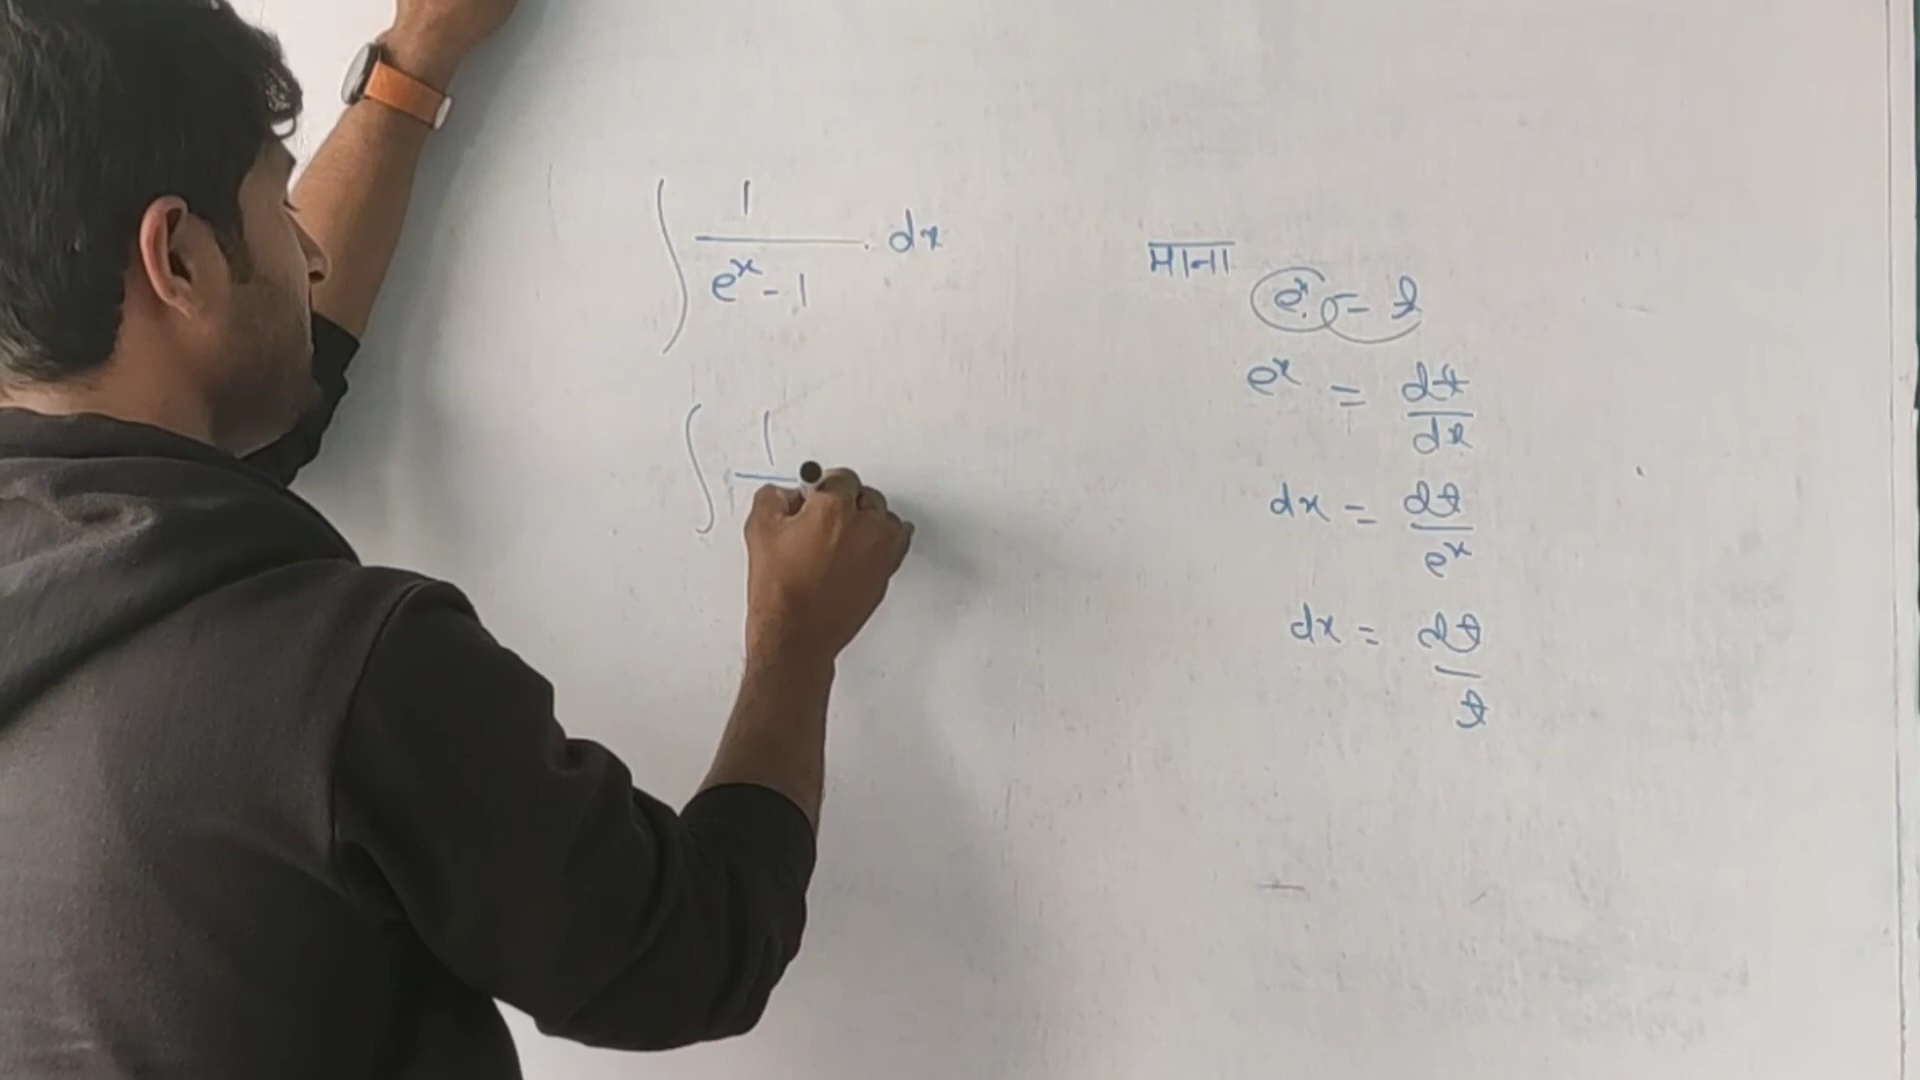 ∫ 1/(eˣ - 1) . dx
∫ 1/
माना
eˣ = t
eˣ = dt/dx
dx = dt/eˣ
dx = dt/t